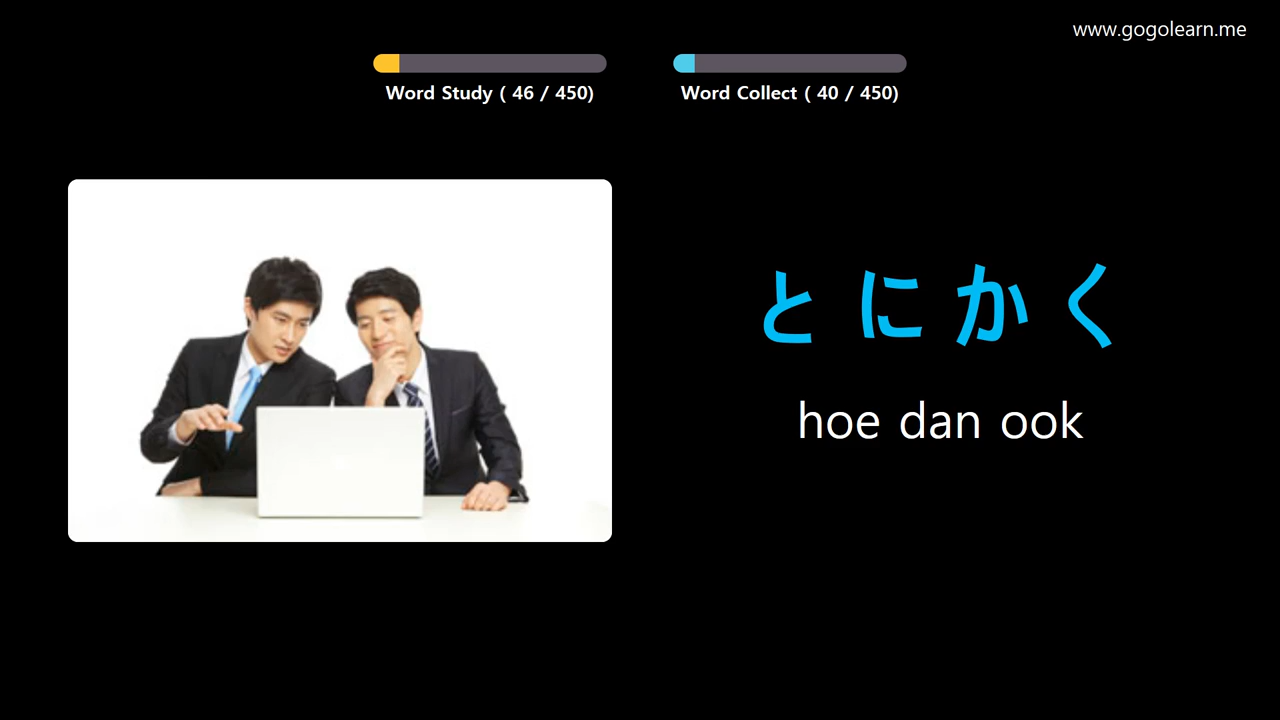 www.gogolearn.me
Word Study ( 46 / 450)
Word Collect ( 40 / 450)
とにかく
hoe dan ook